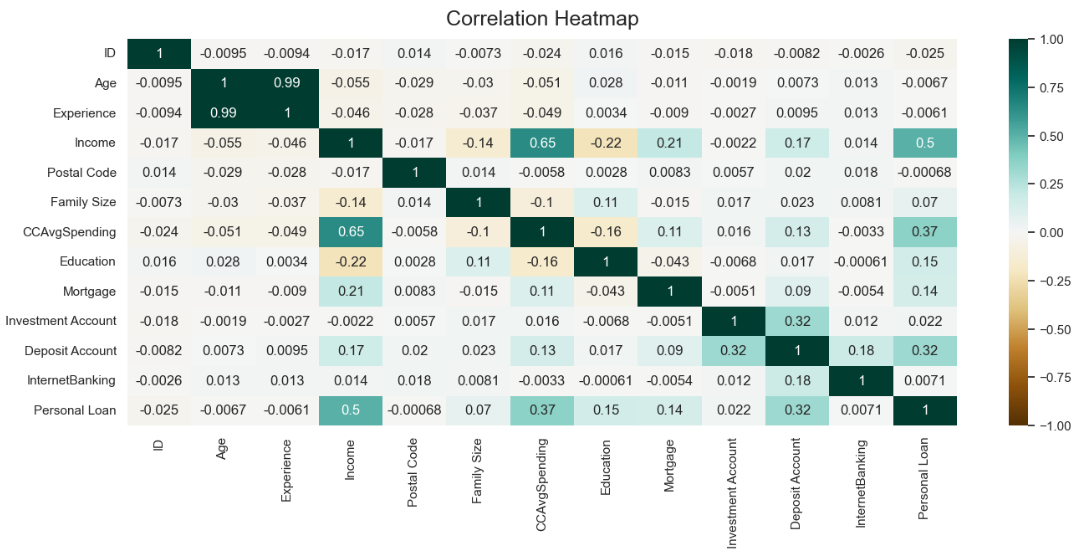 Correlation Heatmap
ID 1 -0.0095 -0.0094 -0.017 0.014 -0.0073 -0.024 0.016 -0.015 -0.018 -0.0082 -0.0026 -0.025
Age -0.0095 1 0.99 -0.055 -0.029 -0.03 -0.051 0.028 -0.011 -0.0019 0.0073 0.013 -0.0067
Experience -0.0094 0.99 1 -0.046 -0.028 -0.037 -0.049 0.0034 -0.009 -0.0027 0.0095 0.013 -0.0061
Income -0.017 -0.055 -0.046 1 -0.017 -0.14 0.65 -0.22 0.21 -0.0022 0.17 0.014 0.5
Postal Code 0.014 -0.029 -0.028 -0.017 1 0.014 -0.0058 0.0028 0.0083 0.0057 0.02 0.018 -0.00068
Family Size -0.0073 -0.03 -0.037 -0.14 0.014 1 -0.1 0.11 -0.015 0.017 0.023 0.0081 0.07
CCAvgSpending -0.024 -0.051 -0.049 0.65 -0.0058 -0.1 1 -0.16 0.11 0.016 0.13 -0.0033 0.37
Education 0.016 0.028 0.0034 -0.22 0.0028 0.11 -0.16 1 -0.043 -0.0068 0.017 -0.00061 0.15
Mortgage -0.015 -0.011 -0.009 0.21 0.0083 -0.015 0.11 -0.043 1 -0.0051 0.09 -0.0054 0.14
Investment Account -0.018 -0.0019 -0.0027 -0.0022 0.0057 0.017 0.016 -0.0068 -0.0051 1 0.32 0.012 0.022
Deposit Account -0.0082 0.0073 0.0095 0.17 0.02 0.023 0.13 0.017 0.09 0.32 1 0.18 0.32
InternetBanking -0.0026 0.013 0.013 0.014 0.018 0.0081 -0.0033 -0.00061 -0.0054 0.012 0.18 1 0.0071
Personal Loan -0.025 -0.0067 -0.0061 0.5 -0.00068 0.07 0.37 0.15 0.14 0.022 0.32 0.0071 1
ID
Age
Experience
Income
Postal Code
Family Size
CCAvgSpending
Education
Mortgage
Investment Account
Deposit Account
InternetBanking
Personal Loan
1.00
0.75
0.50
0.25
0.00
−0.25
−0.50
−0.75
−1.00